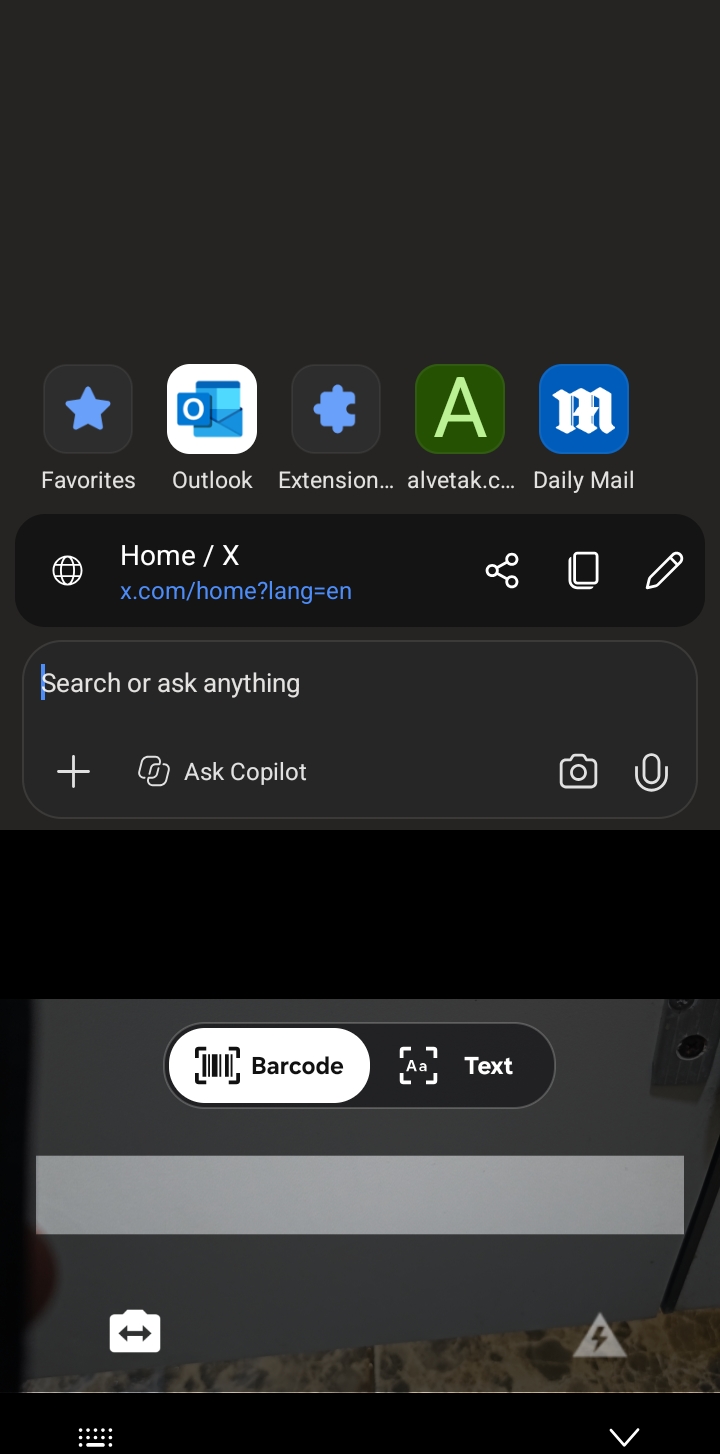 Favorites
Outlook
Extension...
alvetak.c...
Daily Mail
Home / X
x.com/home?lang=en
Search or ask anything
Ask Copilot
Barcode
Aa
Text